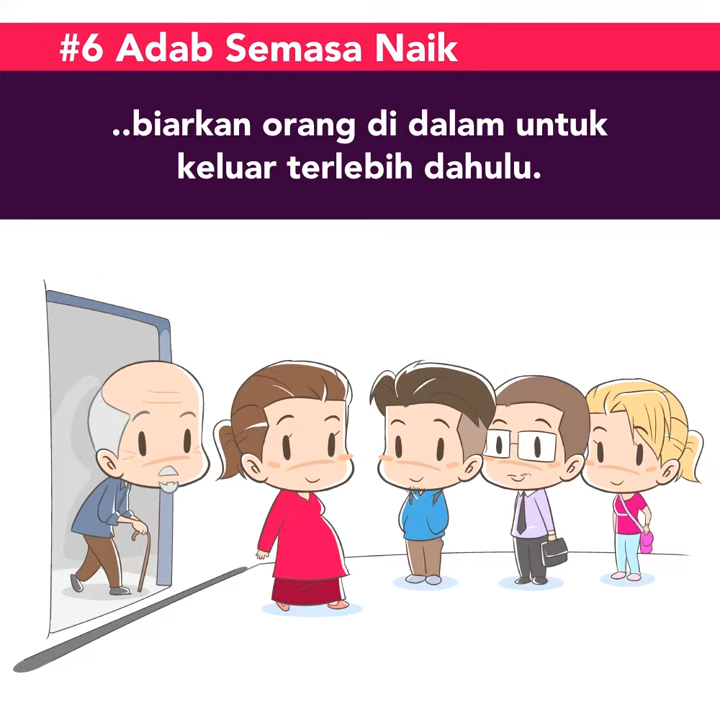 #6 Adab Semasa Naik
..biarkan orang di dalam untuk
keluar terlebih dahulu.